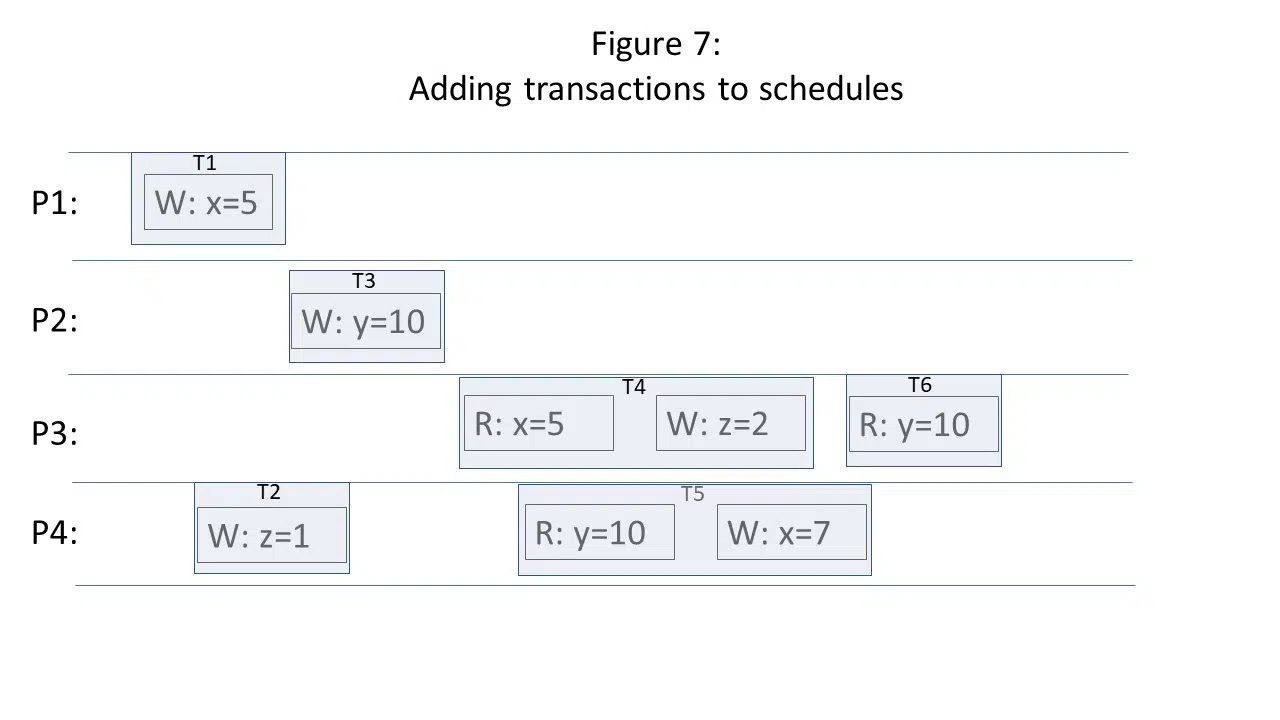 Figure 7:
Adding transactions to schedules
T1
P1:
W: x=5
T3
P2:
W: y=10
T4
T6
P3:
R: x=5
W: z=2
R: y=10
T2
T5
P4:
W: z=1
R: y=10
W: x=7